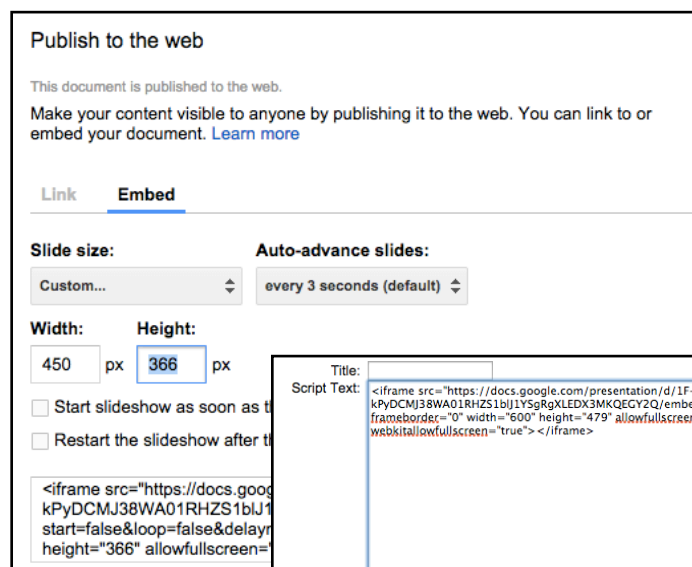 Publish to the web
This document is published to the web.
Make your content visible to anyone by publishing it to the web. You can link to or
embed your document. Learn more
Link Embed
Slide size: Auto-advance slides:
Custom... every 3 seconds (default)
Width: Height:
450 px 366 px
Start slideshow as soon as
Restart the slideshow after
<iframe src="https://docs.goog
kPyDCMJ38WA01RHZS1blJ1
start=false&loop=false&delay
height="366" allowfullscreen="
Title:
Script Text:
<iframe src="https://docs.google.com/presentation/d/1F-
kPyDCMJ38WA01RHZS1blJ1YSgRgXLEDX3MKQEGY2Q/embe
frameborder="0" width="600" height="479" allowfullscreen
webkitallowfullscreen="true"></iframe>